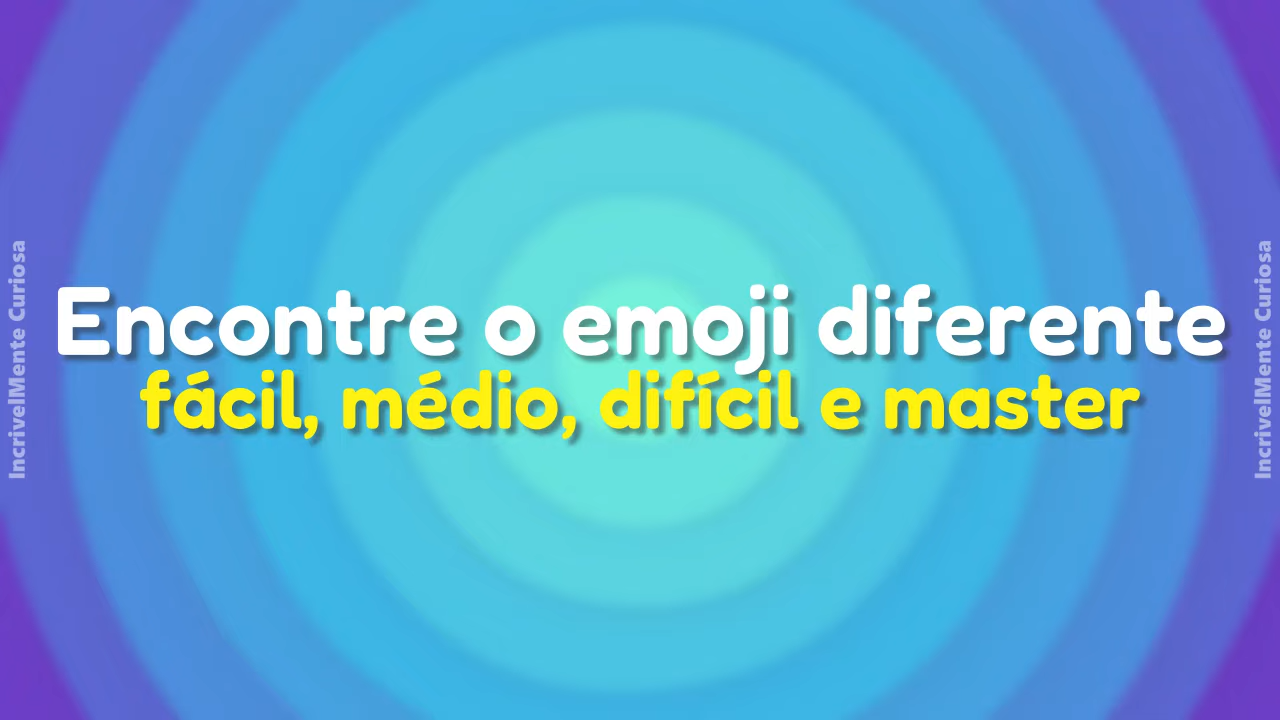 Encontre o emoji diferente
fácil, médio, difícil e master
IncrivelMente Curiosa
IncrivelMente Curiosa